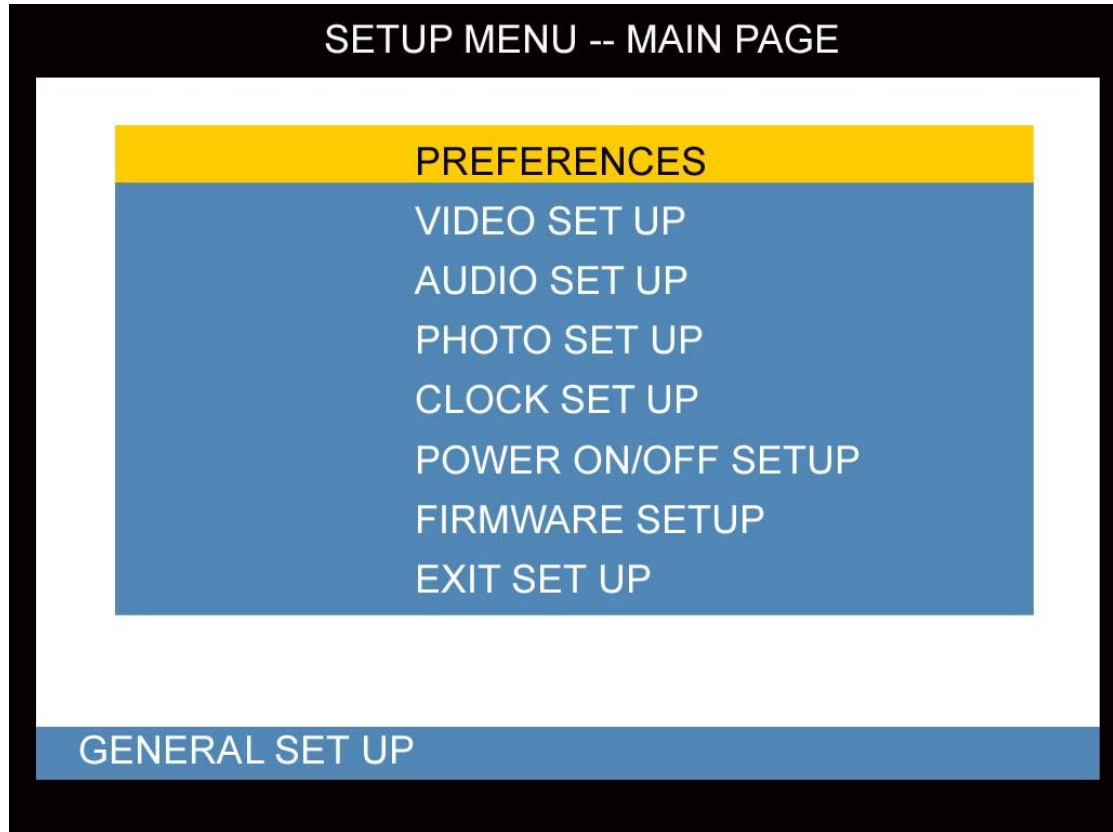 SETUP MENU -- MAIN PAGE
PREFERENCES
VIDEO SET UP
AUDIO SET UP
PHOTO SET UP
CLOCK SET UP
POWER ON/OFF SETUP
FIRMWARE SETUP
EXIT SET UP
GENERAL SET UP